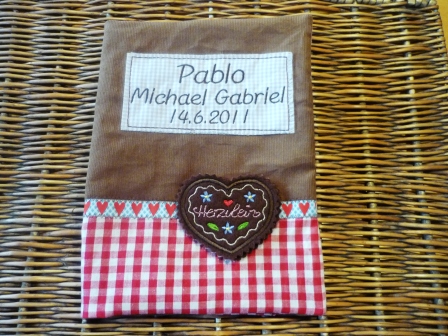 Pablo
Michael Gabriel
14.6.2011
Herzilein